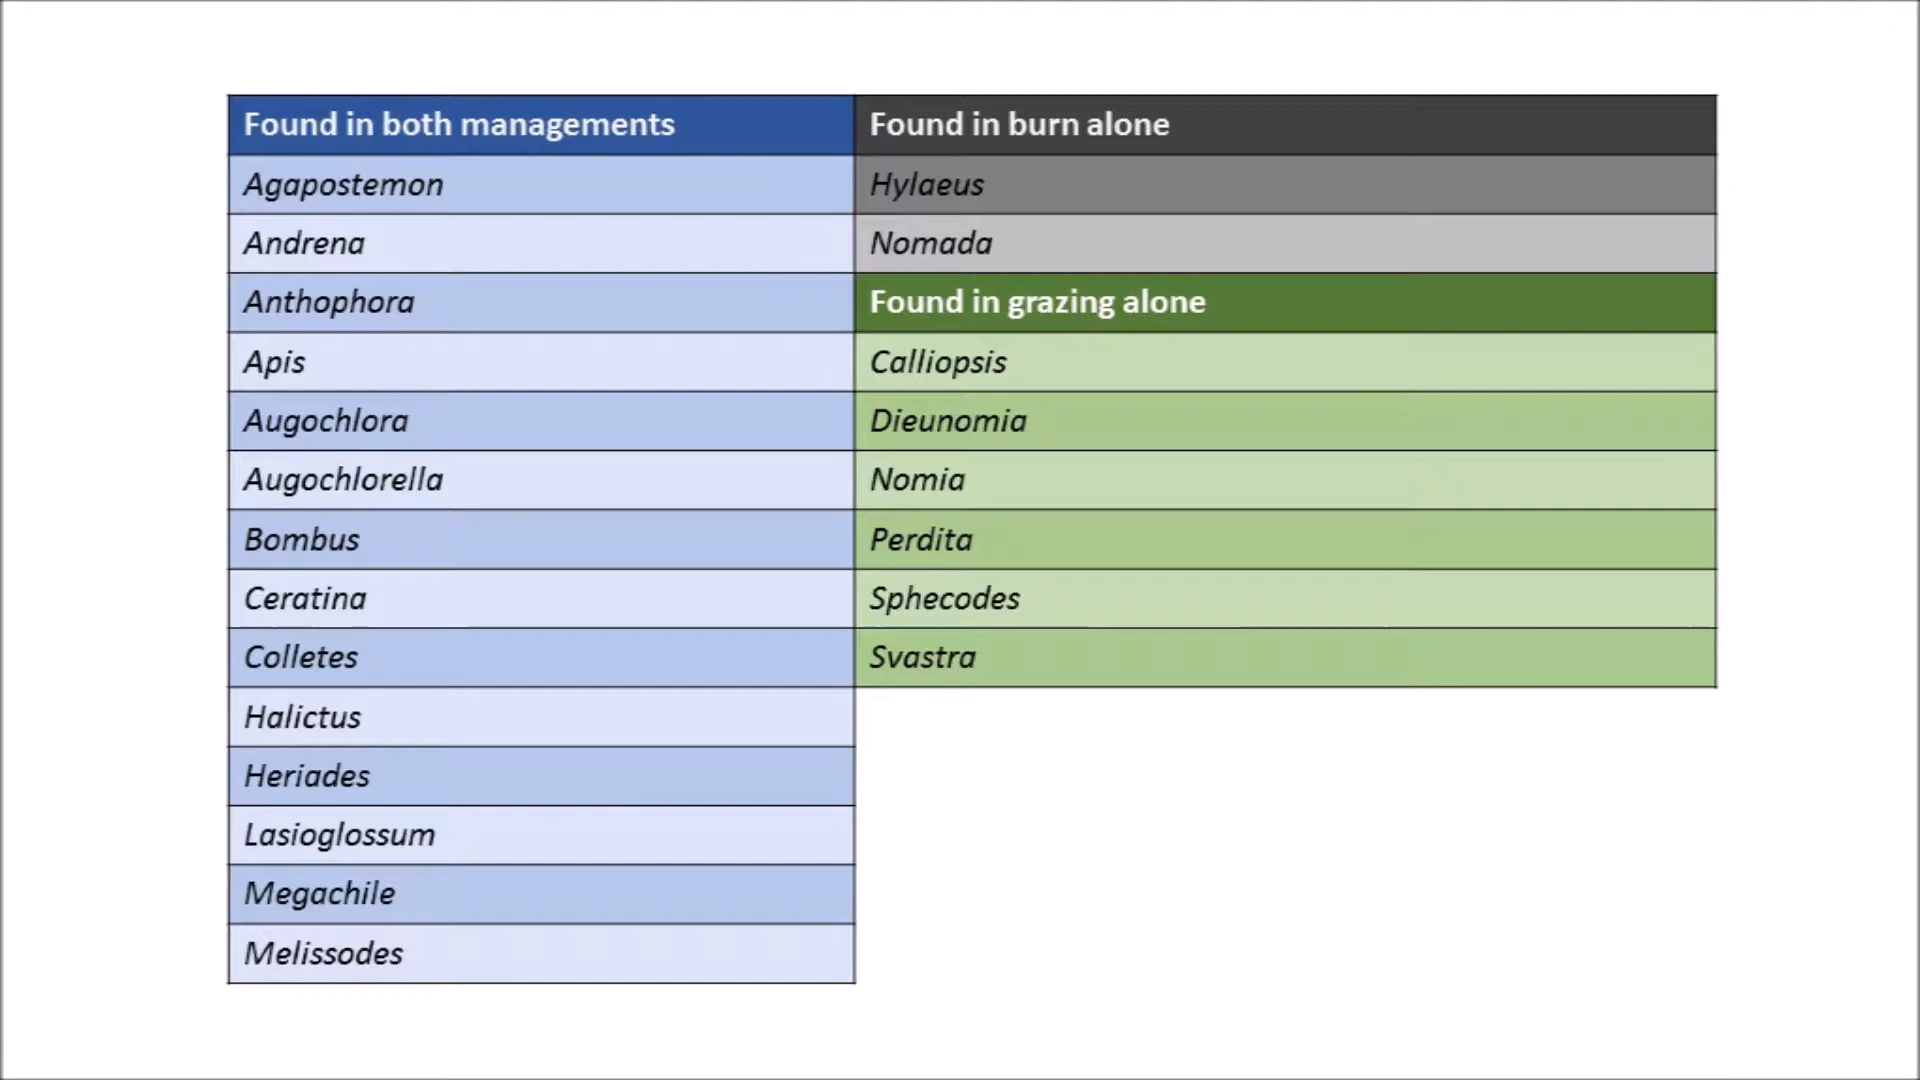 Found in both managements
Agapostemon
Andrena
Anthophora
Apis
Augochlora
Augochlorella
Bombus
Ceratina
Colletes
Halictus
Heriades
Lasioglossum
Megachile
Melissodes
Found in burn alone
Hylaeus
Nomada
Found in grazing alone
Calliopsis
Dieunomia
Nomia
Perdita
Sphecodes
Svastra